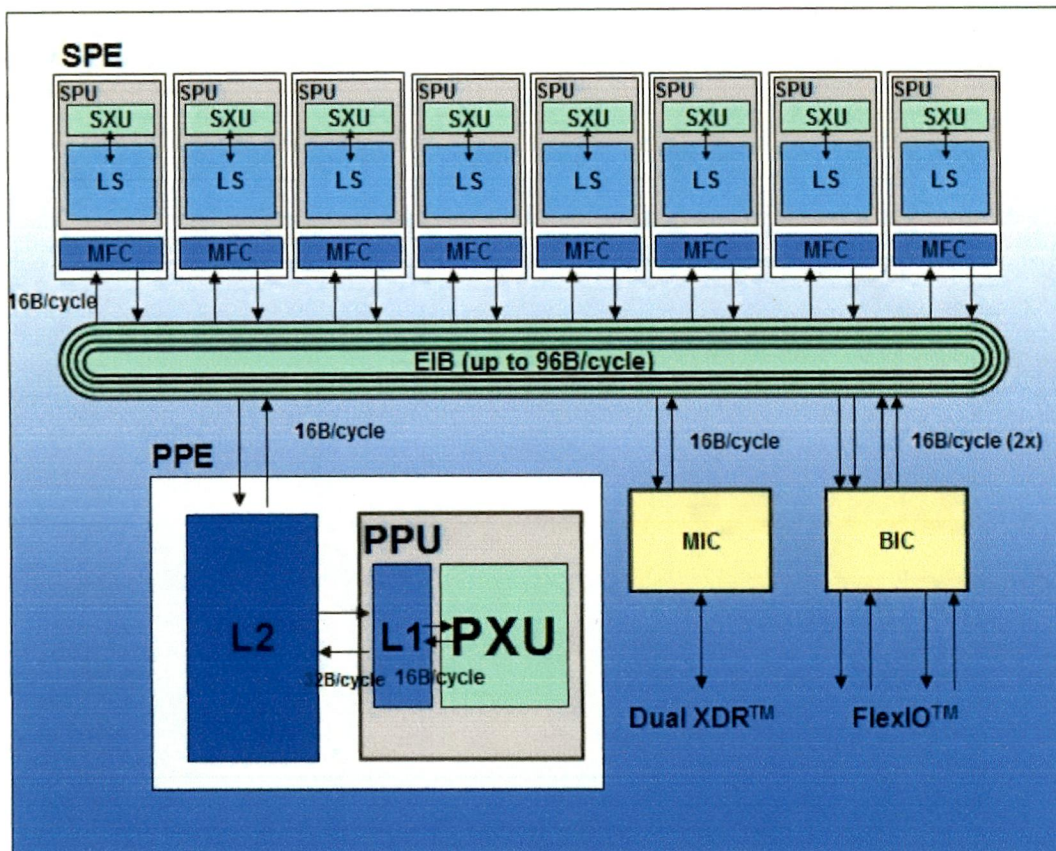 SPE
SPU SPU SPU SPU SPU SPU SPU SPU
SXU SXU SXU SXU SXU SXU SXU SXU
LS LS LS LS LS LS LS LS
MFC MFC MFC MFC MFC MFC MFC MFC
16B/cycle
EIB (up to 96B/cycle)
16B/cycle 16B/cycle 16B/cycle (2x)
PPE
PPU
MIC BIC
L2 L1 PXU
32B/cycle 16B/cycle
Dual XDR™ FlexIO™